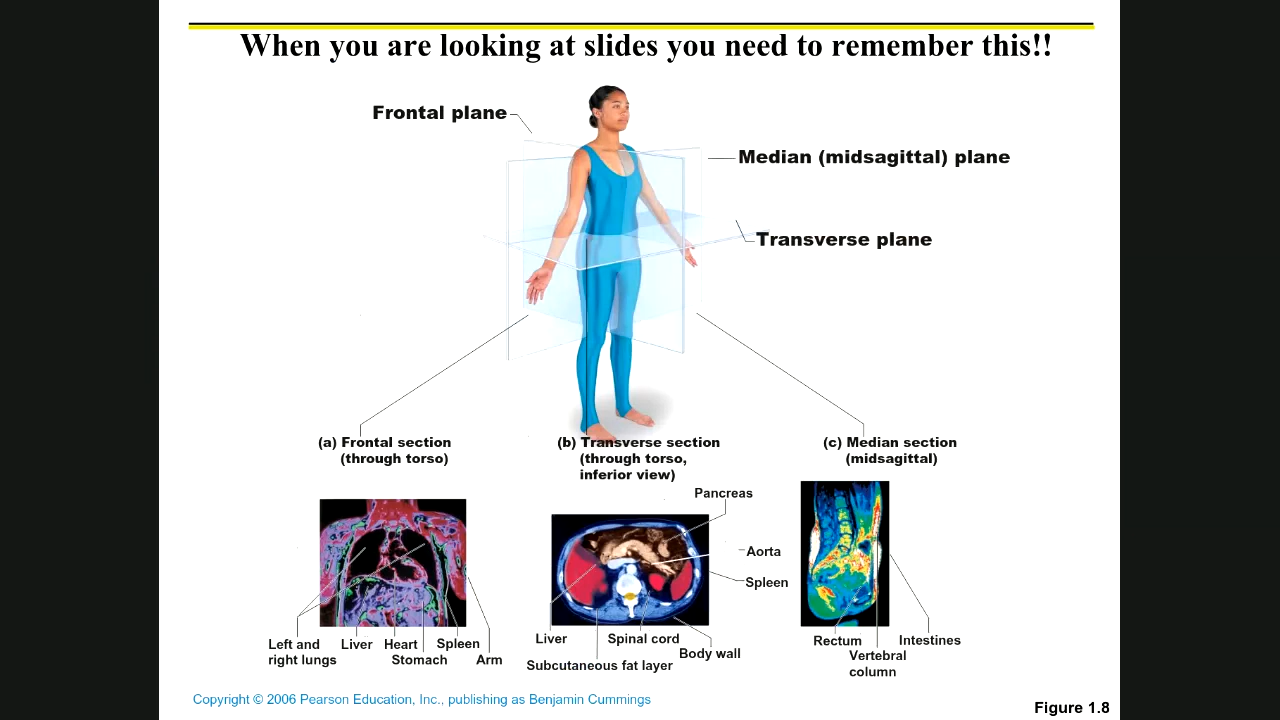 When you are looking at slides you need to remember this!!
Frontal plane
Median (midsagittal) plane
Transverse plane
(a) Frontal section
(through torso)
(b) Transverse section
(through torso,
inferior view)
(c) Median section
(midsagittal)
Left and
right lungs
Liver
Heart
Stomach
Spleen
Arm
Pancreas
Aorta
Spleen
Liver
Spinal cord
Body wall
Subcutaneous fat layer
Rectum
Vertebral
column
Intestines
Copyright © 2006 Pearson Education, Inc., publishing as Benjamin Cummings
Figure 1.8